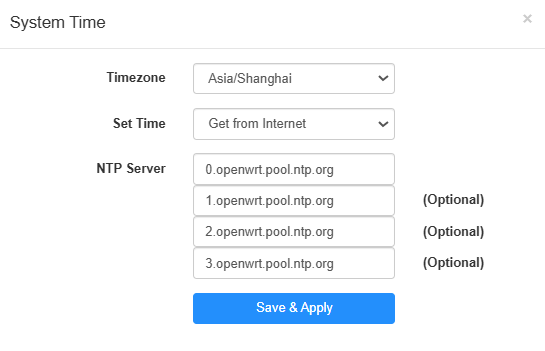 System Time
×
Timezone Asia/Shanghai
Set Time Get from Internet
NTP Server 0.openwrt.pool.ntp.org
1.openwrt.pool.ntp.org (Optional)
2.openwrt.pool.ntp.org (Optional)
3.openwrt.pool.ntp.org (Optional)
Save & Apply